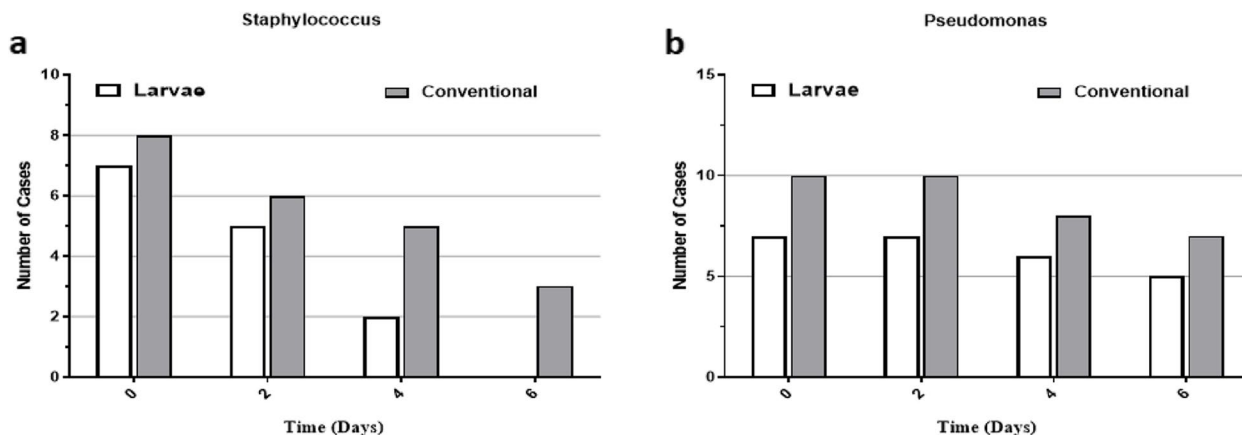 Staphylococcus
a
Larvae
Conventional
10
8
6
4
2
0
Number of Cases
0
2
4
6
Time (Days)
Pseudomonas
b
Larvae
Conventional
15
10
5
0
Number of Cases
0
2
4
6
Time (Days)